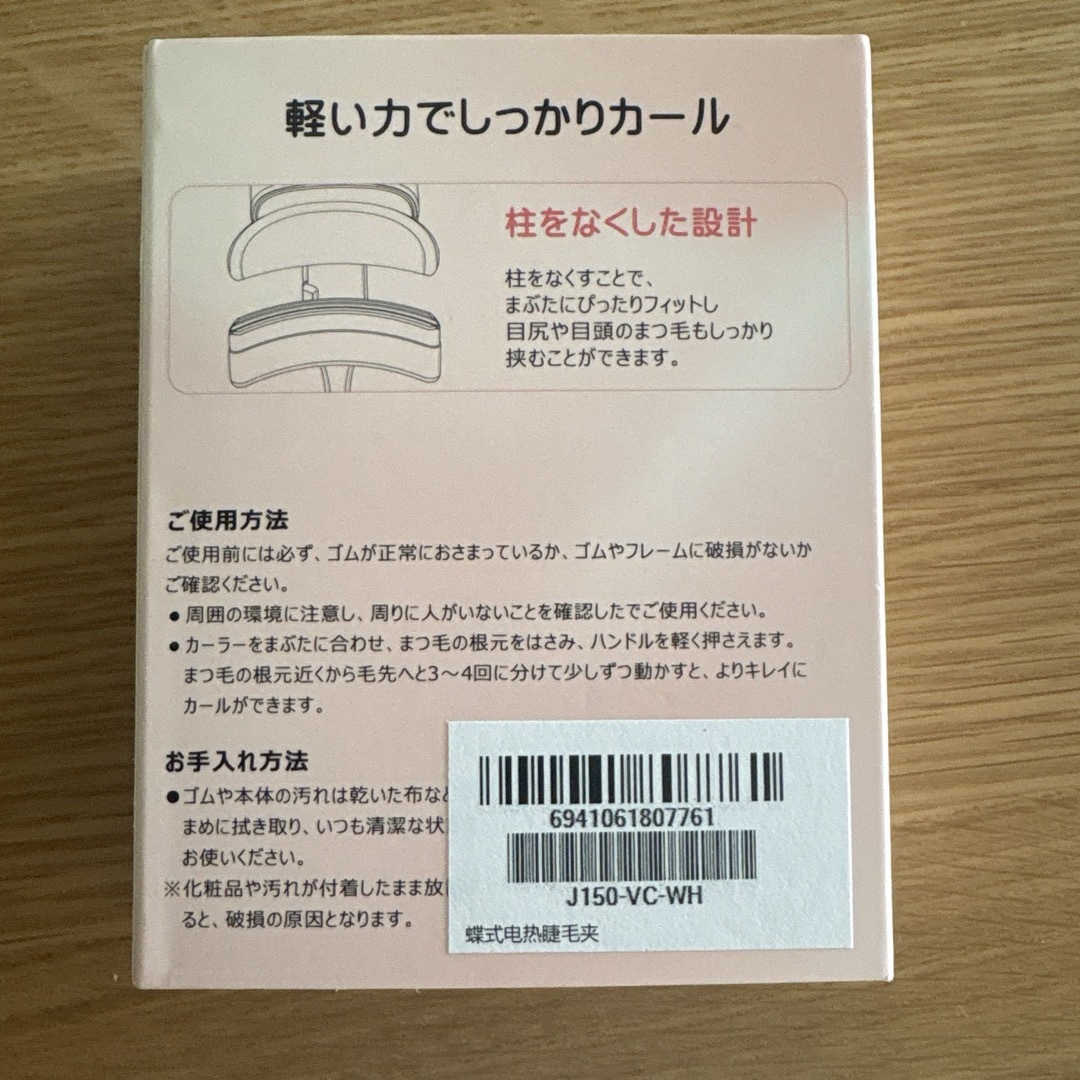 軽い力でしっかりカール
柱をなくした設計
柱をなくすことで、
まぶたにぴったりフィットし
目尻や目頭のまつ毛もしっかり
挟むことができます。
ご使用方法
ご使用前には必ず、ゴムが正常におさまっているか、ゴムやフレームに破損がないか
ご確認ください。
●周囲の環境に注意し、周りに人がいないことを確認したでご使用ください。
●カーラーをまぶたに合わせ、まつ毛の根元をはさみ、ハンドルを軽く押さえます。
まつ毛の根元近くから毛先へと3〜4回に分けて少しずつ動かすと、よりキレイに
カールができます。
お手入れ方法
●ゴムや本体の汚れは乾いた布など
まめに拭き取り、いつも清潔な状
お使いください。
※化粧品や汚れが付着したまま放
ると、破損の原因となります。
6941061807761
J150-VC-WH
蝶式电热睫毛夹